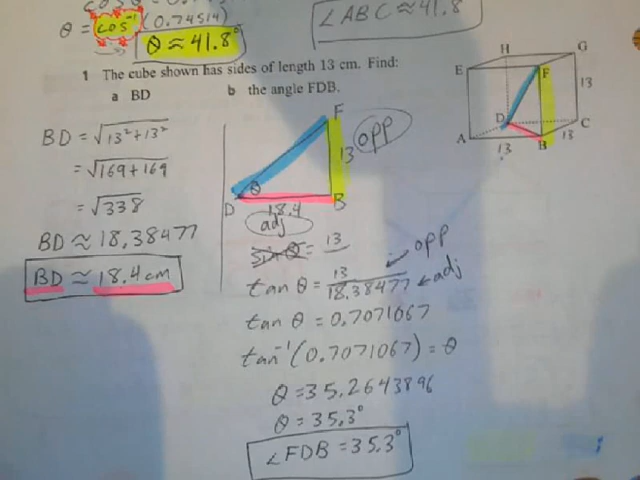 cos
θ = cos⁻¹(0.74514)
θ ≈ 41.8°
∠ABC ≈ 41.8
1 The cube shown has sides of length 13 cm. Find:
a BD
b the angle FDB.
BD = √13²+13²
= √169+169
= √338
BD ≈ 18.38477
BD ≈ 18.4cm
F
13
opp
θ
D
18.4
B
adj
sin θ = 13
opp
tan θ = 13/18.38477
adj
tan θ = 0.7071067
tan⁻¹(0.7071067) = θ
θ = 35.2643896
θ = 35.3°
∠FDB = 35.3°
H
G
E
F
13
D
C
A
B
13
13